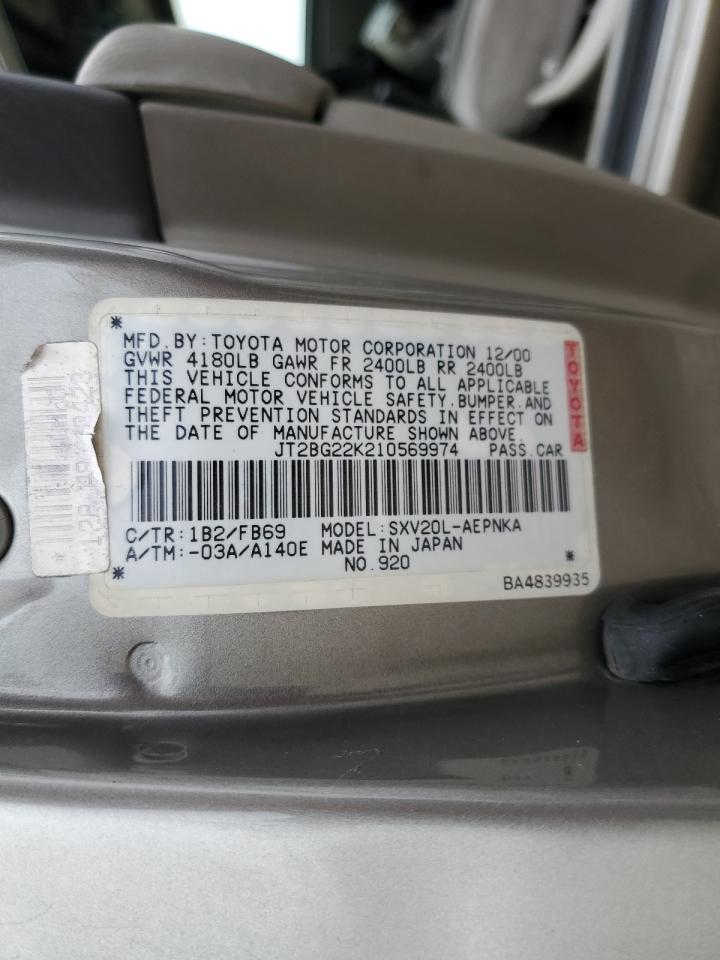 MFD. BY: TOYOTA MOTOR CORPORATION 12/00
GVWR 4180LB GAWR FR 2400LB RR 2400LB
THIS VEHICLE CONFORMS TO ALL APPLICABLE
FEDERAL MOTOR VEHICLE SAFETY.BUMPER.AND
THEFT PREVENTION STANDARDS IN EFFECT ON
THE DATE OF MANUFACTURE SHOWN ABOVE.
JT2BG22K210569974 PASS.CAR
TOYOTA
C/TR:1B2/FB69 MODEL:SXV20L-AEPNKA
A/TM:-03A/A140E MADE IN JAPAN
NO.920
BA4839935